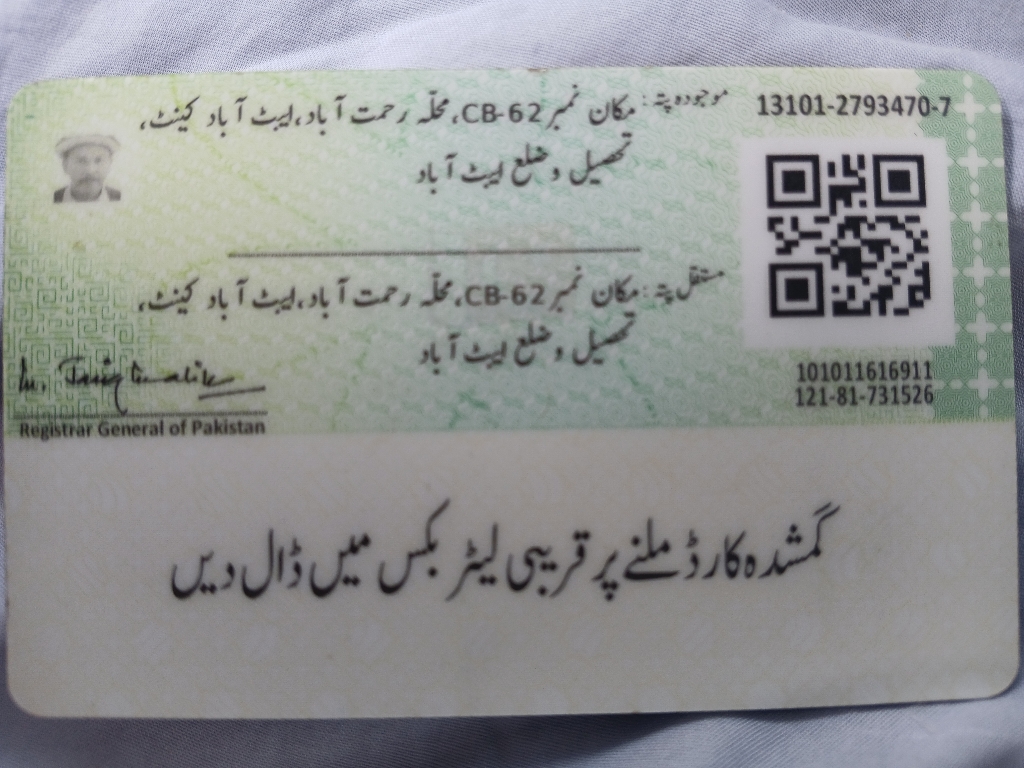 موجودہ پتہ: مکان نمبر CB-62، محلّہ رحمت آباد، ایبٹ آباد کینٹ،
تحصیل و ضلع ایبٹ آباد
13101-2793470-7
مستقل پتہ: مکان نمبر CB-62، محلّہ رحمت آباد، ایبٹ آباد کینٹ،
تحصیل و ضلع ایبٹ آباد
101011616911
121-81-731526
Registrar General of Pakistan
گمشدہ کارڈ ملنے پر قریبی لیٹر بکس میں ڈال دیں